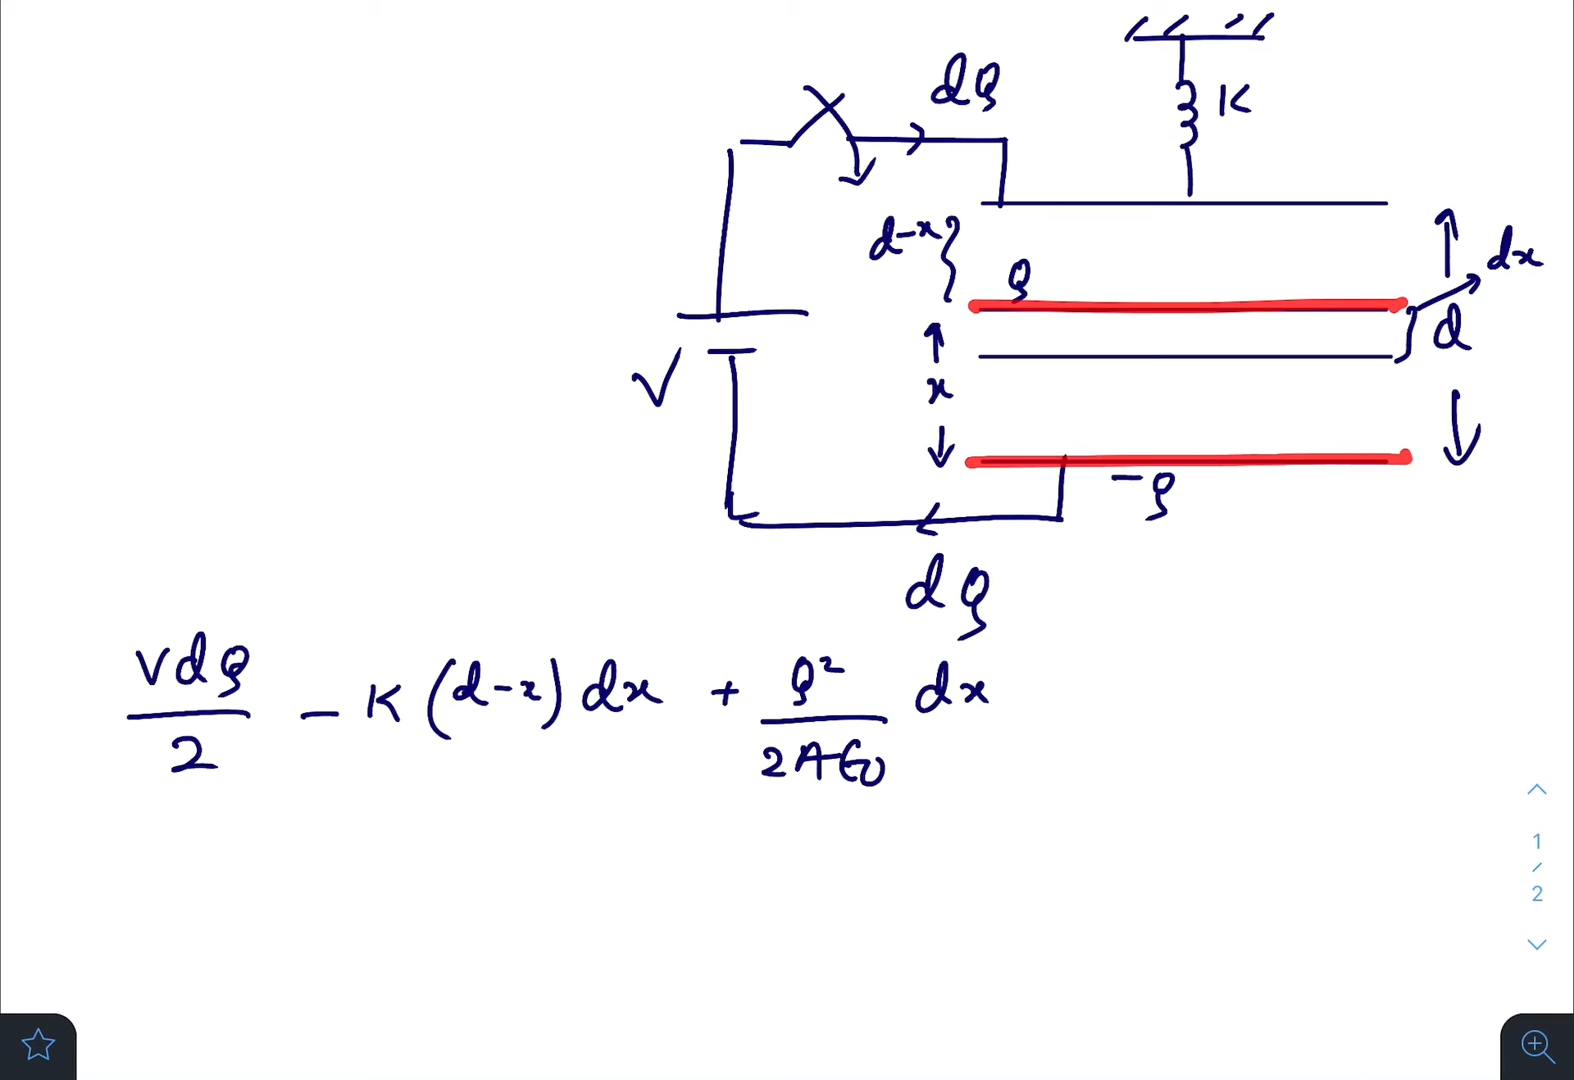 dQ
K
d-x
Q
dx
d
x
V
-Q
dQ
VdQ/2 - K(d-x)dx + Q²/2Aε₀ dx
1
/
2